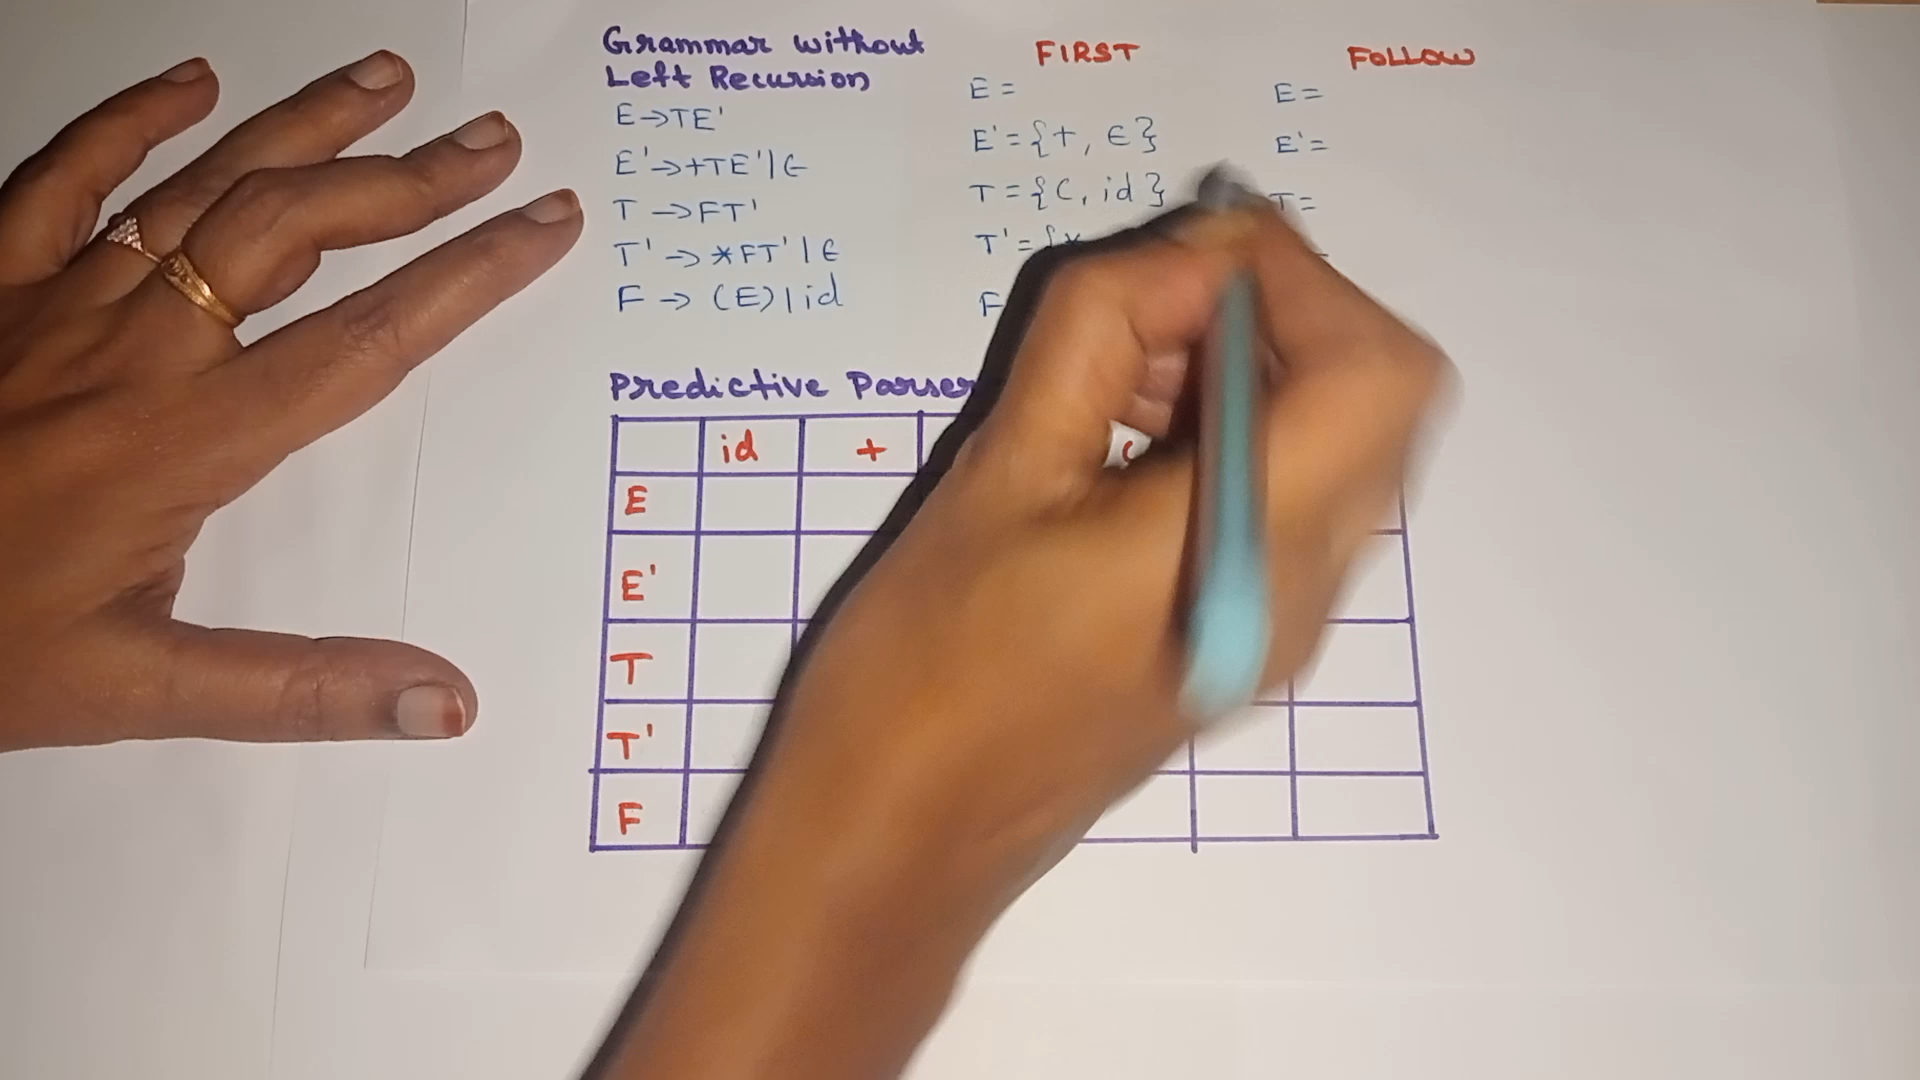 Grammar without
Left Recursion
E→TE'
E'→+TE'|ϵ
T→FT'
T'→*FT'|ϵ
F→(E)|id
FIRST
E=
E'={+, ϵ}
T={(, id}
T'={*
F
FOLLOW
E=
E'=
T=
Predictive Parser
id +
E
E'
T
T'
F